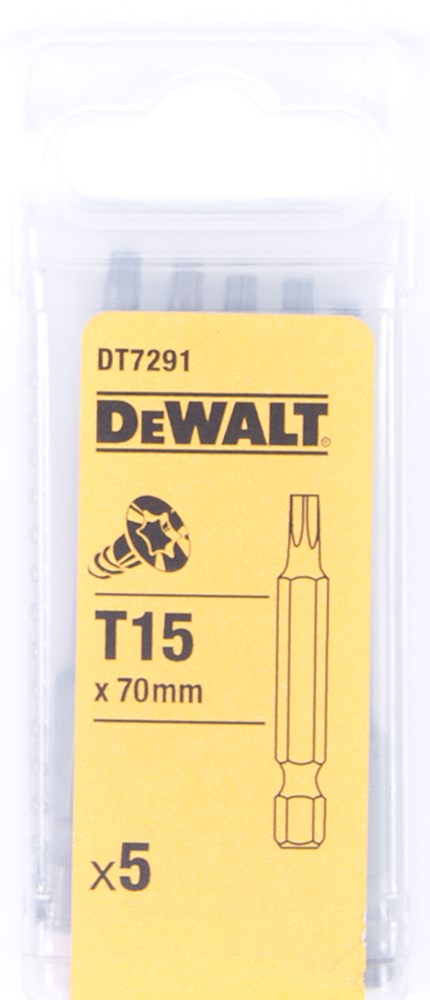 DT7291
DEWALT®
T15
x 70mm
x5